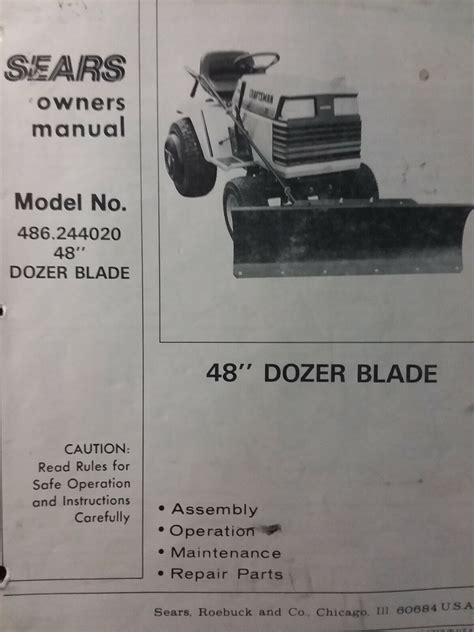 SEARS
owners
manual
Model No.
486.244020
48''
DOZER BLADE
CAUTION:
Read Rules for
Safe Operation
and Instructions
Carefully
CRAFTSMAN
48'' DOZER BLADE
• Assembly
• Operation
• Maintenance
• Repair Parts
Sears, Roebuck and Co., Chicago, Ill. 60684 U.S.A.